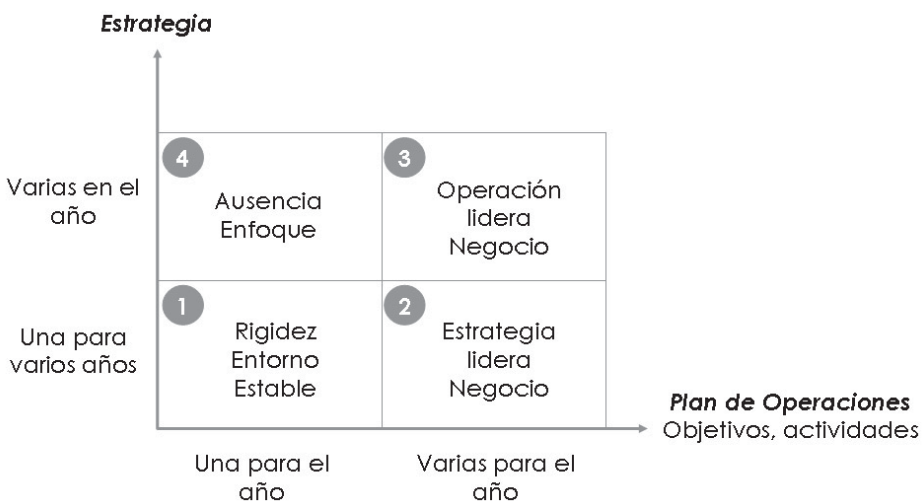 Estrategia
Varias en el
año
4
Ausencia
Enfoque
3
Operación
lidera
Negocio
Una para
varios años
1
Rigidez
Entorno
Estable
2
Estrategia
lidera
Negocio
Plan de Operaciones
Objetivos, actividades
Una para el
año
Varias para el
año